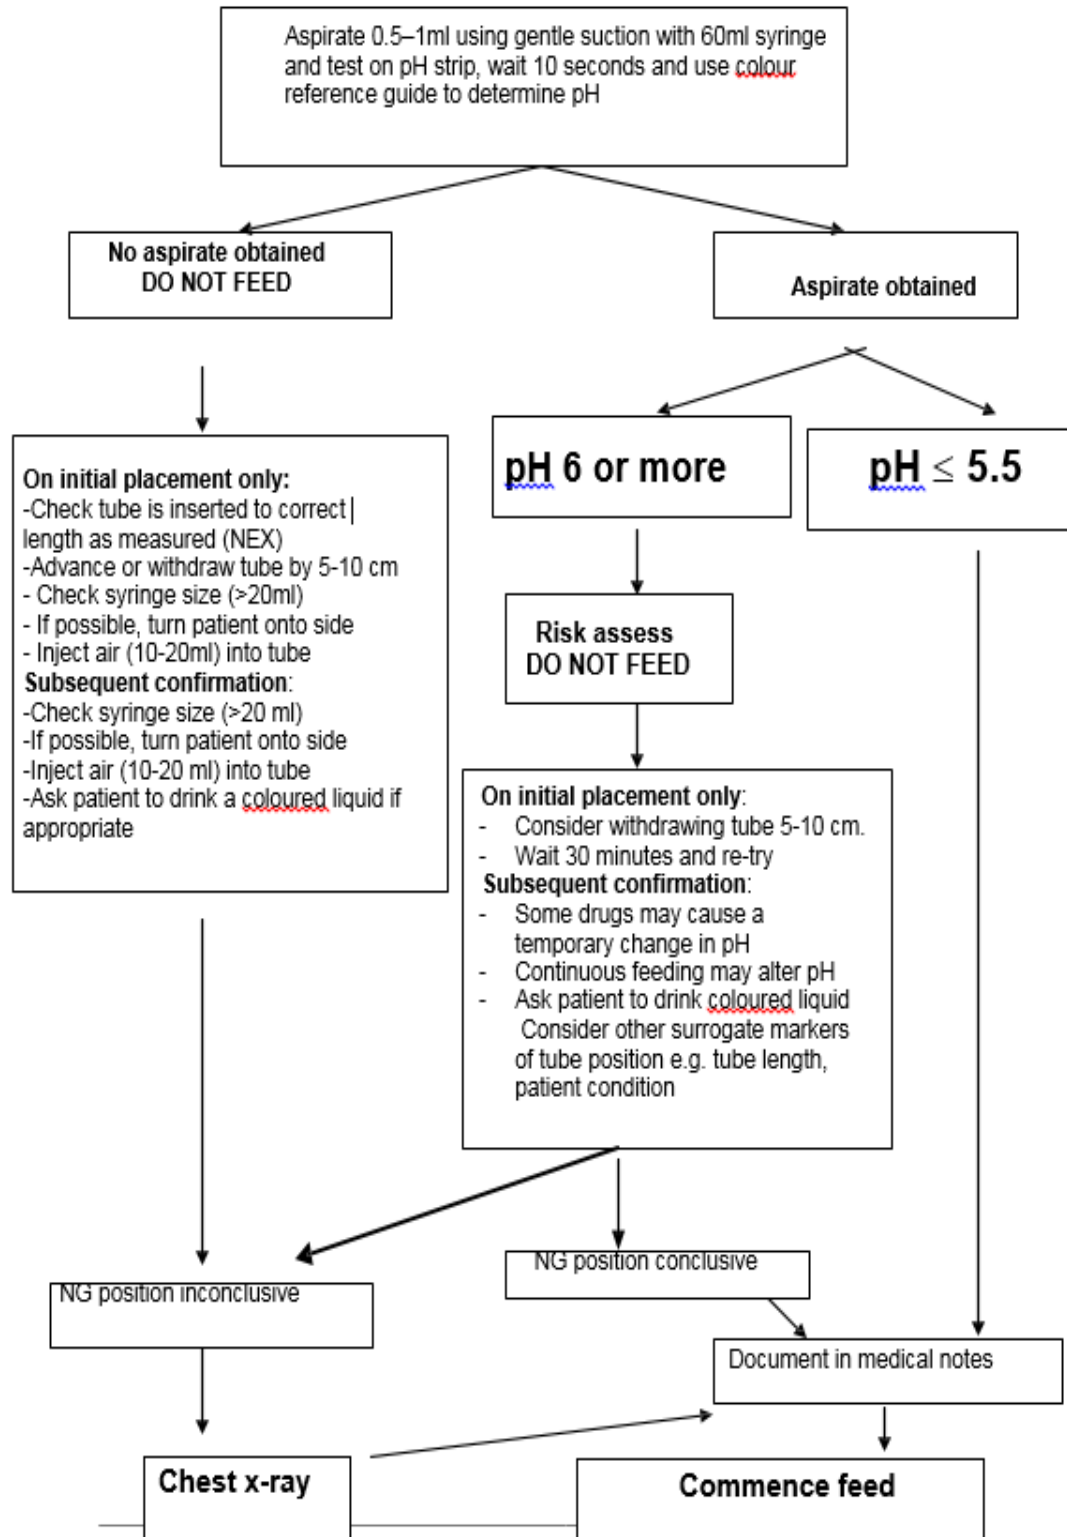 Aspirate 0.5–1ml using gentle suction with 60ml syringe
and test on pH strip, wait 10 seconds and use colour
reference guide to determine pH
No aspirate obtained
DO NOT FEED
Aspirate obtained
pH 6 or more
pH ≤ 5.5
On initial placement only:
-Check tube is inserted to correct
length as measured (NEX)
-Advance or withdraw tube by 5-10 cm
- Check syringe size (>20ml)
- If possible, turn patient onto side
- Inject air (10-20ml) into tube
Subsequent confirmation:
-Check syringe size (>20 ml)
-If possible, turn patient onto side
-Inject air (10-20 ml) into tube
-Ask patient to drink a coloured liquid if
appropriate
Risk assess
DO NOT FEED
On initial placement only:
- Consider withdrawing tube 5-10 cm.
- Wait 30 minutes and re-try
Subsequent confirmation:
- Some drugs may cause a
temporary change in pH
- Continuous feeding may alter pH
- Ask patient to drink coloured liquid
Consider other surrogate markers
of tube position e.g. tube length,
patient condition
NG position conclusive
NG position inconclusive
Document in medical notes
Chest x-ray
Commence feed